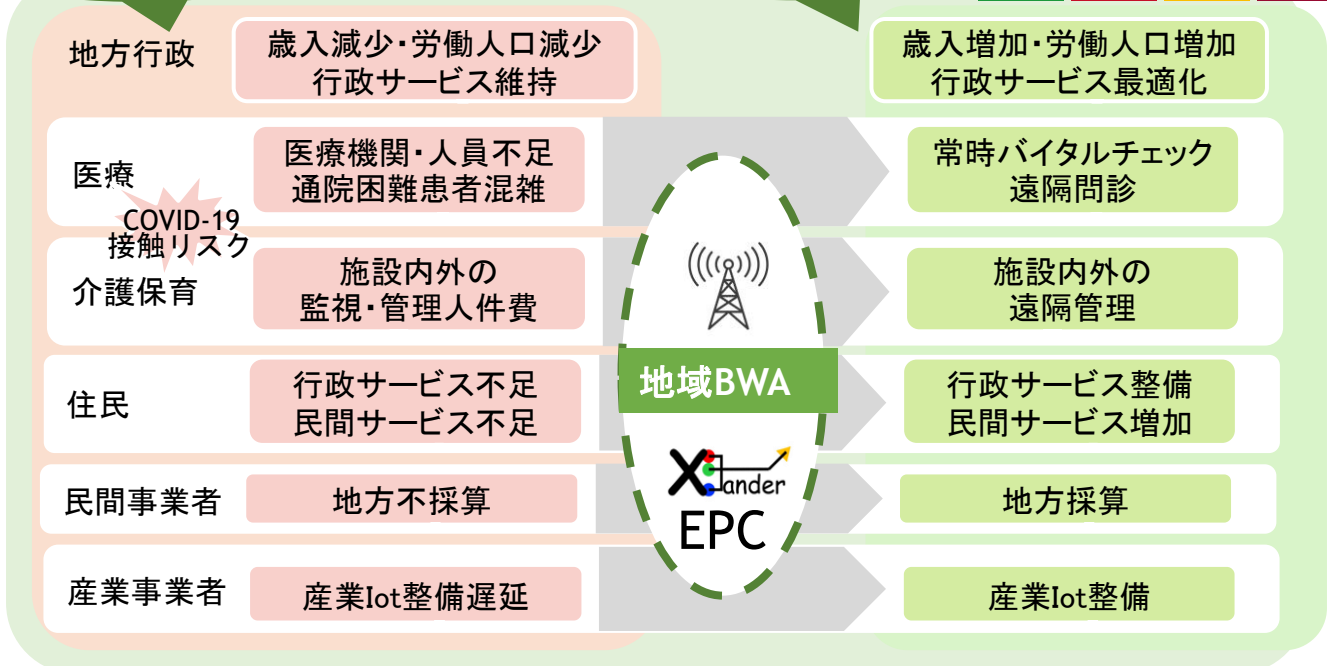 地方行政
歳入減少・労働人口減少
行政サービス維持
歳入増加・労働人口増加
行政サービス最適化
医療
医療機関・人員不足
通院困難患者混雑
常時バイタルチェック
遠隔問診
COVID-19
接触リスク
介護保育
施設内外の
監視・管理人件費
施設内外の
遠隔管理
住民
行政サービス不足
民間サービス不足
地域BWA
行政サービス整備
民間サービス増加
民間事業者
地方不採算
Xlander
EPC
地方採算
産業事業者
産業Iot整備遅延
産業Iot整備